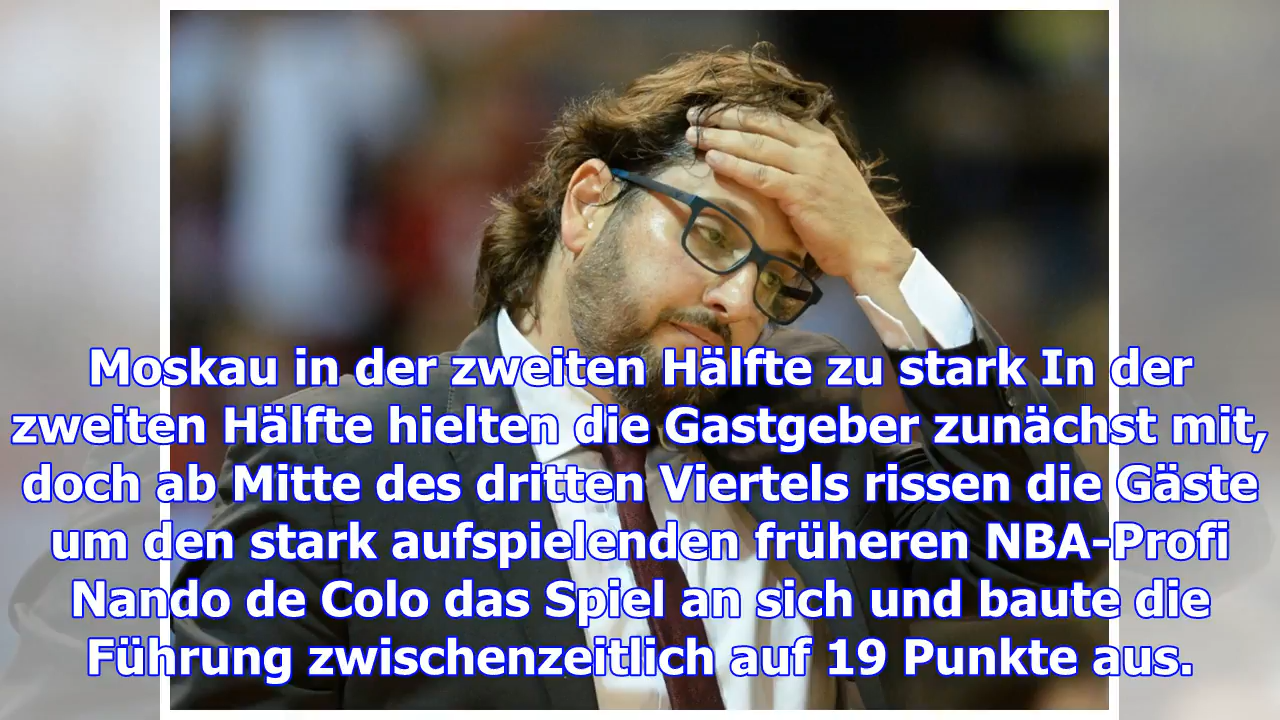 Moskau in der zweiten Hälfte zu stark In der
zweiten Hälfte hielten die Gastgeber zunächst mit,
doch ab Mitte des dritten Viertels rissen die Gäste
um den stark aufspielenden früheren NBA-Profi
Nando de Colo das Spiel an sich und baute die
Führung zwischenzeitlich auf 19 Punkte aus.